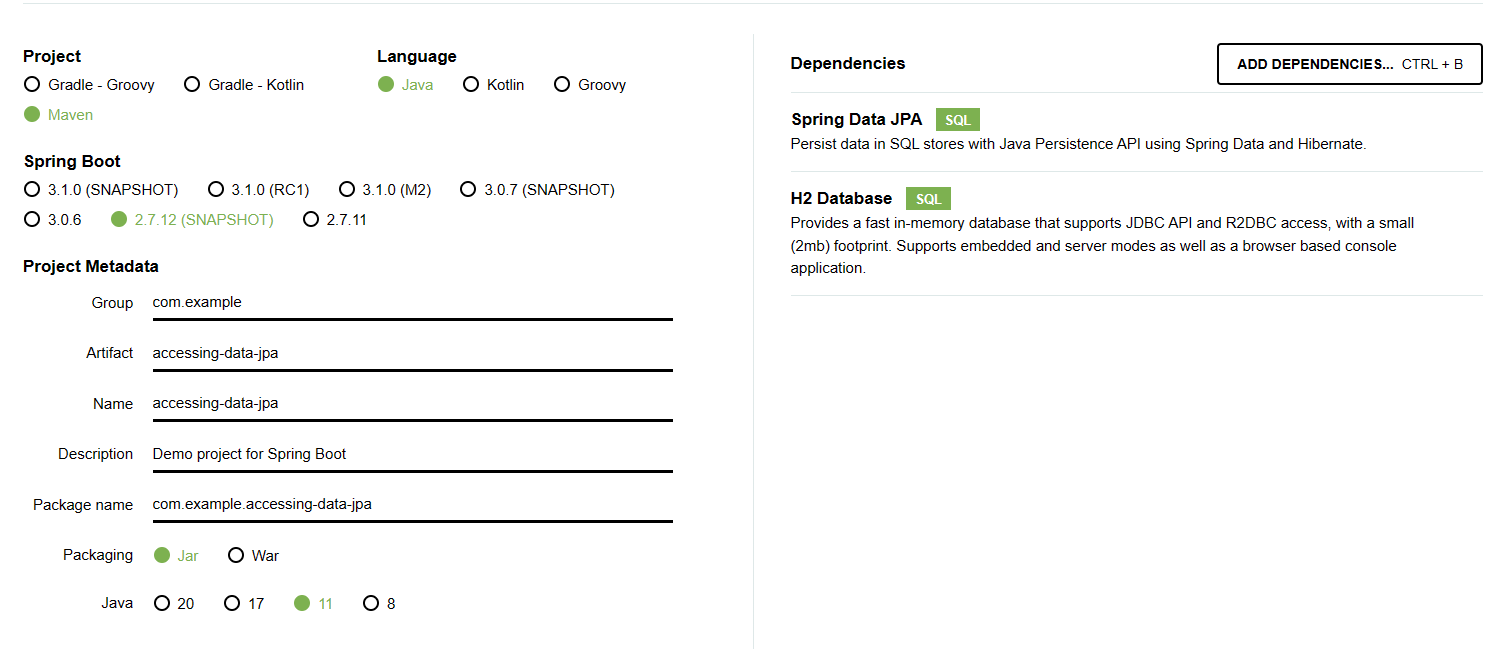 Project
Gradle - Groovy Gradle - Kotlin
Maven
Language
Java Kotlin Groovy
Spring Boot
3.1.0 (SNAPSHOT) 3.1.0 (RC1) 3.1.0 (M2) 3.0.7 (SNAPSHOT)
3.0.6 2.7.12 (SNAPSHOT) 2.7.11
Project Metadata
Group com.example
Artifact accessing-data-jpa
Name accessing-data-jpa
Description Demo project for Spring Boot
Package name com.example.accessing-data-jpa
Packaging Jar War
Java 20 17 11 8
Dependencies ADD DEPENDENCIES... CTRL + B
Spring Data JPA SQL
Persist data in SQL stores with Java Persistence API using Spring Data and Hibernate.
H2 Database SQL
Provides a fast in-memory database that supports JDBC API and R2DBC access, with a small
(2mb) footprint. Supports embedded and server modes as well as a browser based console
application.